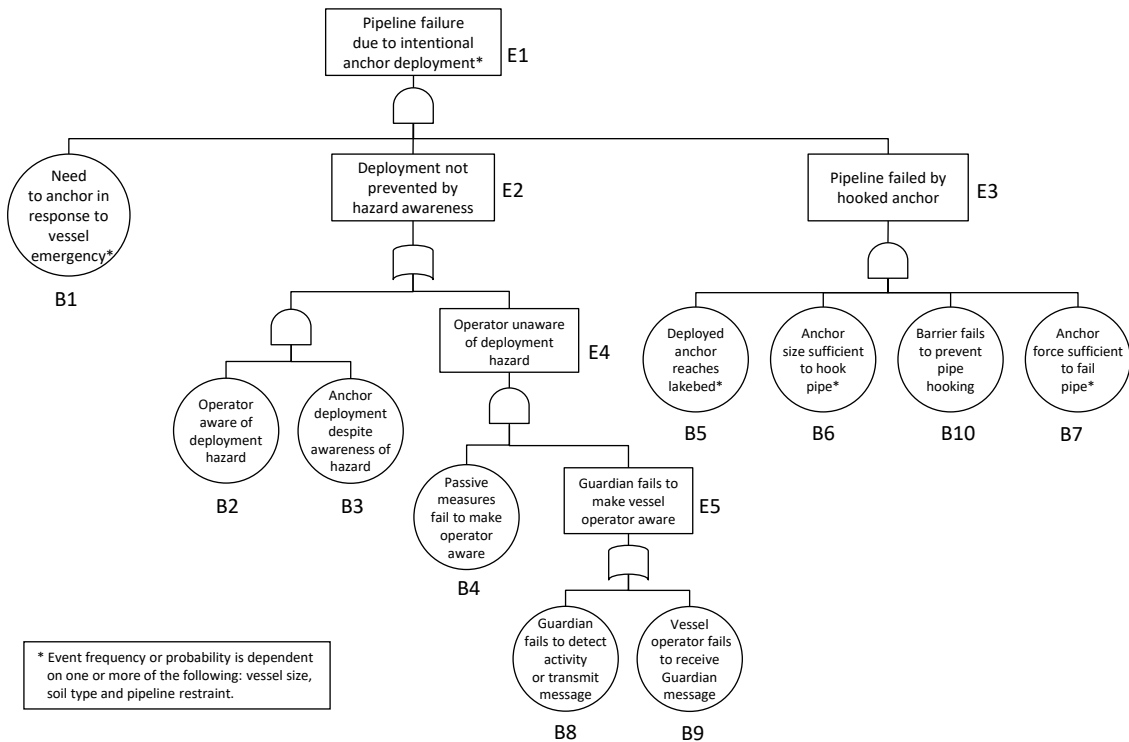 Pipeline failure
due to intentional
anchor deployment*
E1
Need
to anchor in
response to
vessel
emergency*
B1
Deployment not
prevented by
hazard awareness
E2
Pipeline failed by
hooked anchor
E3
Operator unaware
of deployment
hazard
E4
Operator
aware of
deployment
hazard
B2
Anchor
deployment
despite
awareness of
hazard
B3
Deployed
anchor
reaches
lakebed*
B5
Anchor
size sufficient
to hook
pipe*
B6
Barrier fails
to prevent
pipe
hooking
B10
Anchor
force sufficient
to fail
pipe*
B7
Passive
measures
fail to make
operator
aware
B4
Guardian fails to
make vessel
operator aware
E5
Guardian
fails to detect
activity
or transmit
message
B8
Vessel
operator fails
to receive
Guardian
message
B9
* Event frequency or probability is dependent
on one or more of the following: vessel size,
soil type and pipeline restraint.